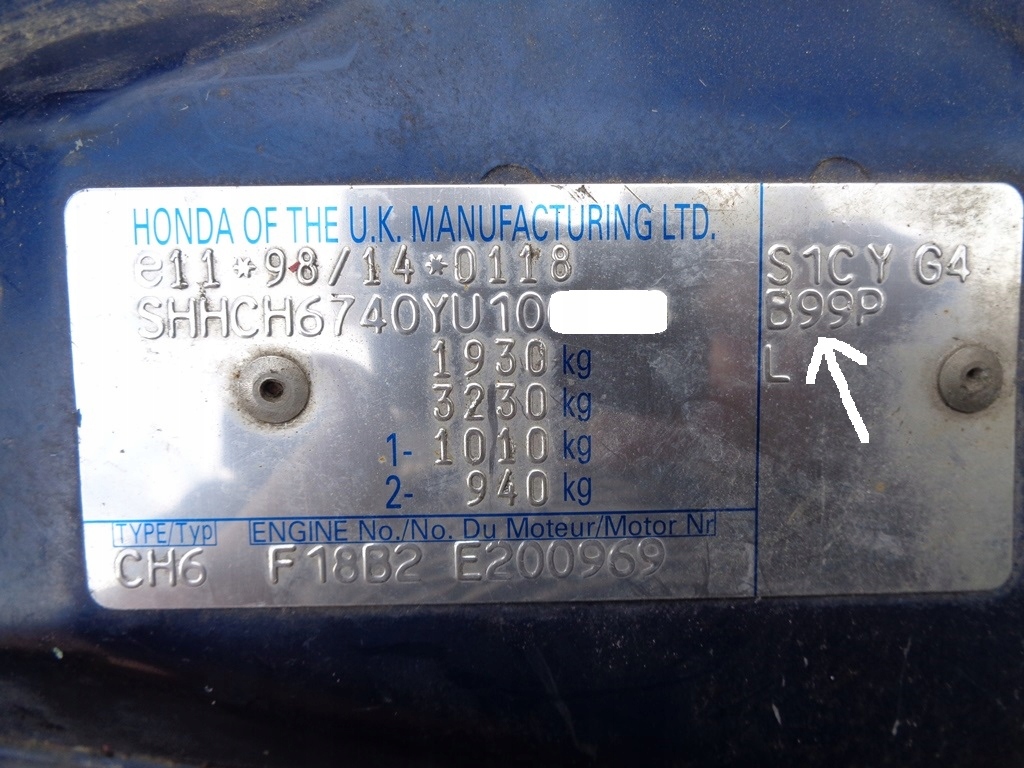 HONDA OF THE U.K. MANUFACTURING LTD.
e11*98/14*0118
SHHCH6740YU10
1930 kg
3230 kg
1- 1010 kg
2- 940 kg
TYPE/Typ ENGINE No./No. Du Moteur/Motor Nr
CH6 F18B2 E200969
S1C Y G4
B99P
L